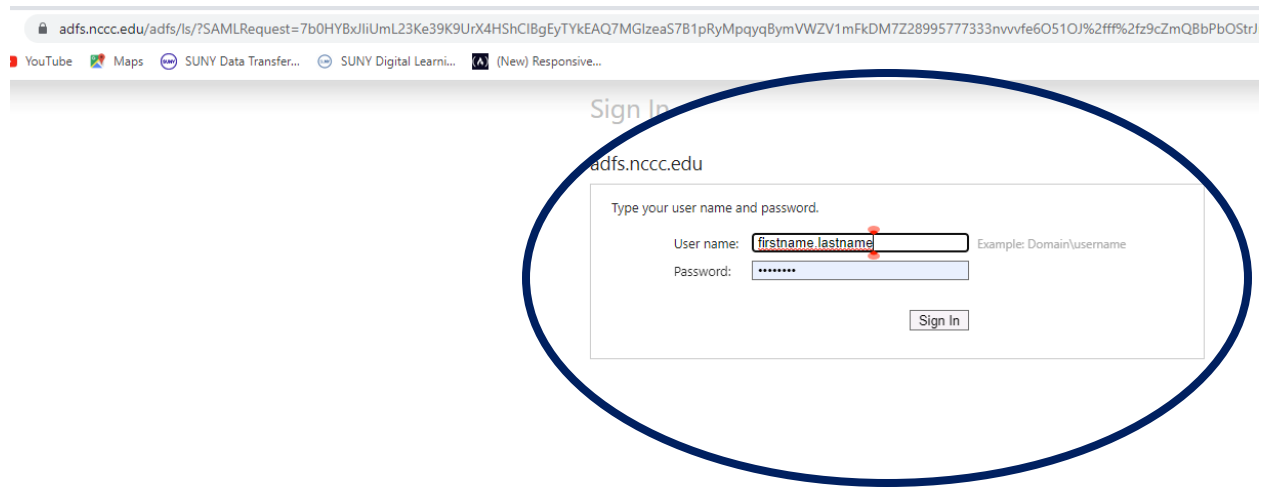 adfs.nccc.edu/adfs/ls/?SAMLRequest=7b0HYBxJliUmL23Ke39K9UrX4HShCIBgEyTYkEAQ7MGIzeaS7B1pRyMpqyqBymVWZV1mFkDM7Z28995777333nvvvfe6O51OJ%2fff%2fz9cZmQBbPbOStrJ
YouTube Maps SUNY Data Transfer... SUNY Digital Learni... (New) Responsive...
Sign In
adfs.nccc.edu
Type your user name and password.
User name: firstname.lastname Example: Domain\username
Password: ••••••••
Sign In